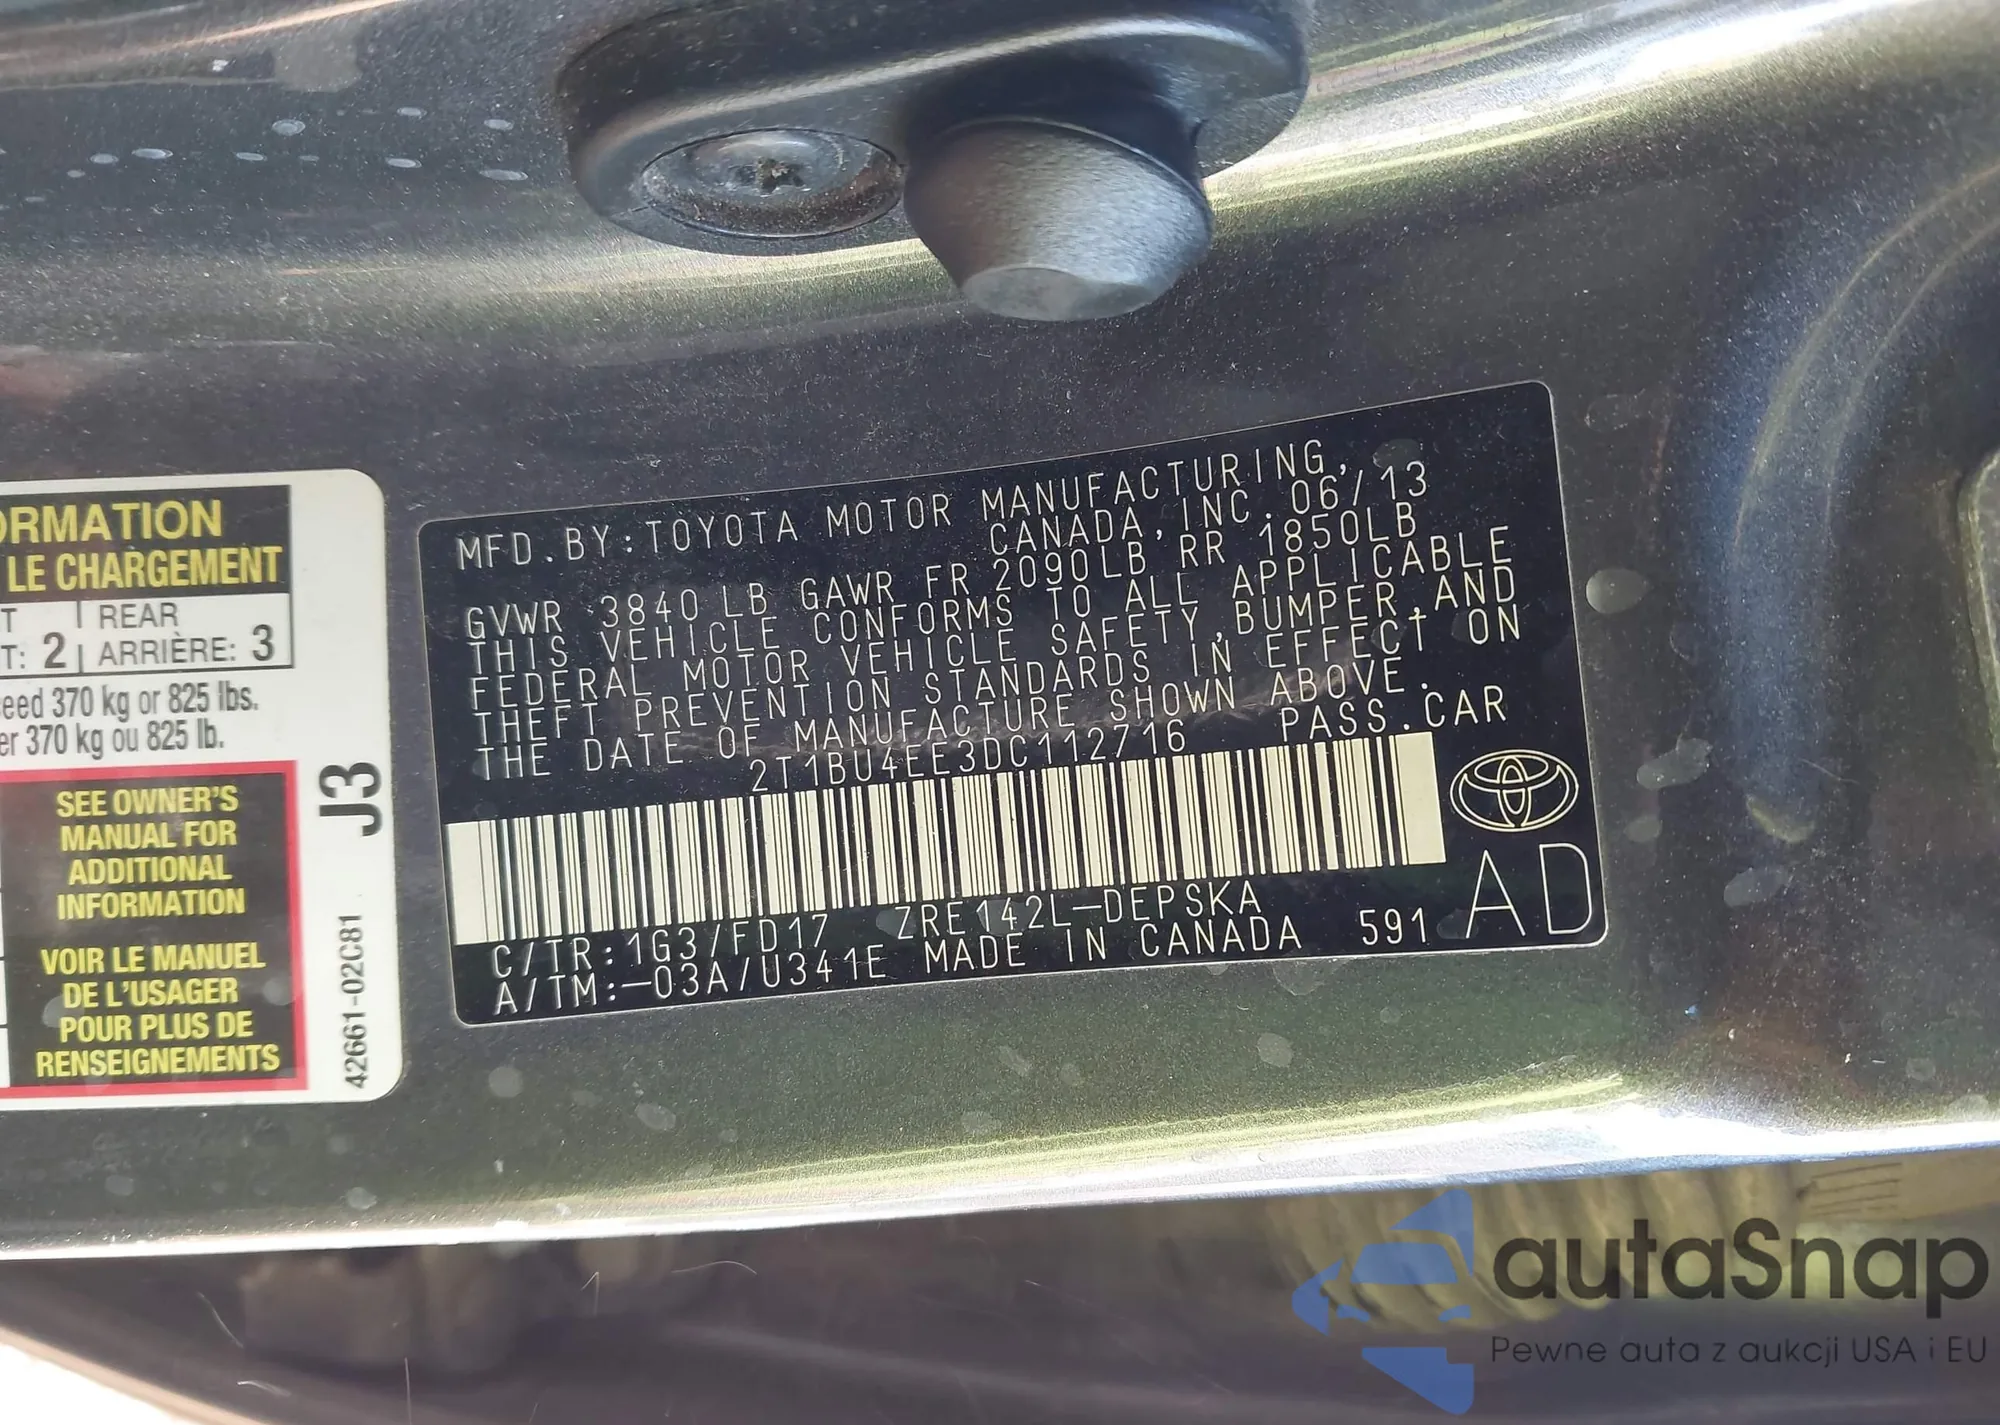 ORMATION
LE CHARGEMENT
T | REAR
T: 2 | ARRIÈRE: 3
eed 370 kg or 825 lbs.
er 370 kg ou 825 lb.
SEE OWNER'S
MANUAL FOR
ADDITIONAL
INFORMATION
VOIR LE MANUEL
DE L'USAGER
POUR PLUS DE
RENSEIGNEMENTS
J3
42661-02C81
MFD.BY:TOYOTA MOTOR MANUFACTURING,
CANADA,INC. 06/13
GVWR 3840 LB GAWR FR 2090LB RR 1850LB
THIS VEHICLE CONFORMS TO ALL APPLICABLE
FEDERAL MOTOR VEHICLE SAFETY,BUMPER,AND
THEFT PREVENTION STANDARDS IN EFFECT ON
THE DATE OF MANUFACTURE SHOWN ABOVE.
2T1BU4EE3DC112716 PASS.CAR
C/TR:1G3/FD17 ZRE142L-DEPSKA
A/TM:-03A/U341E MADE IN CANADA 591 AD
autaSnap
Pewne auta z aukcji USA i EU